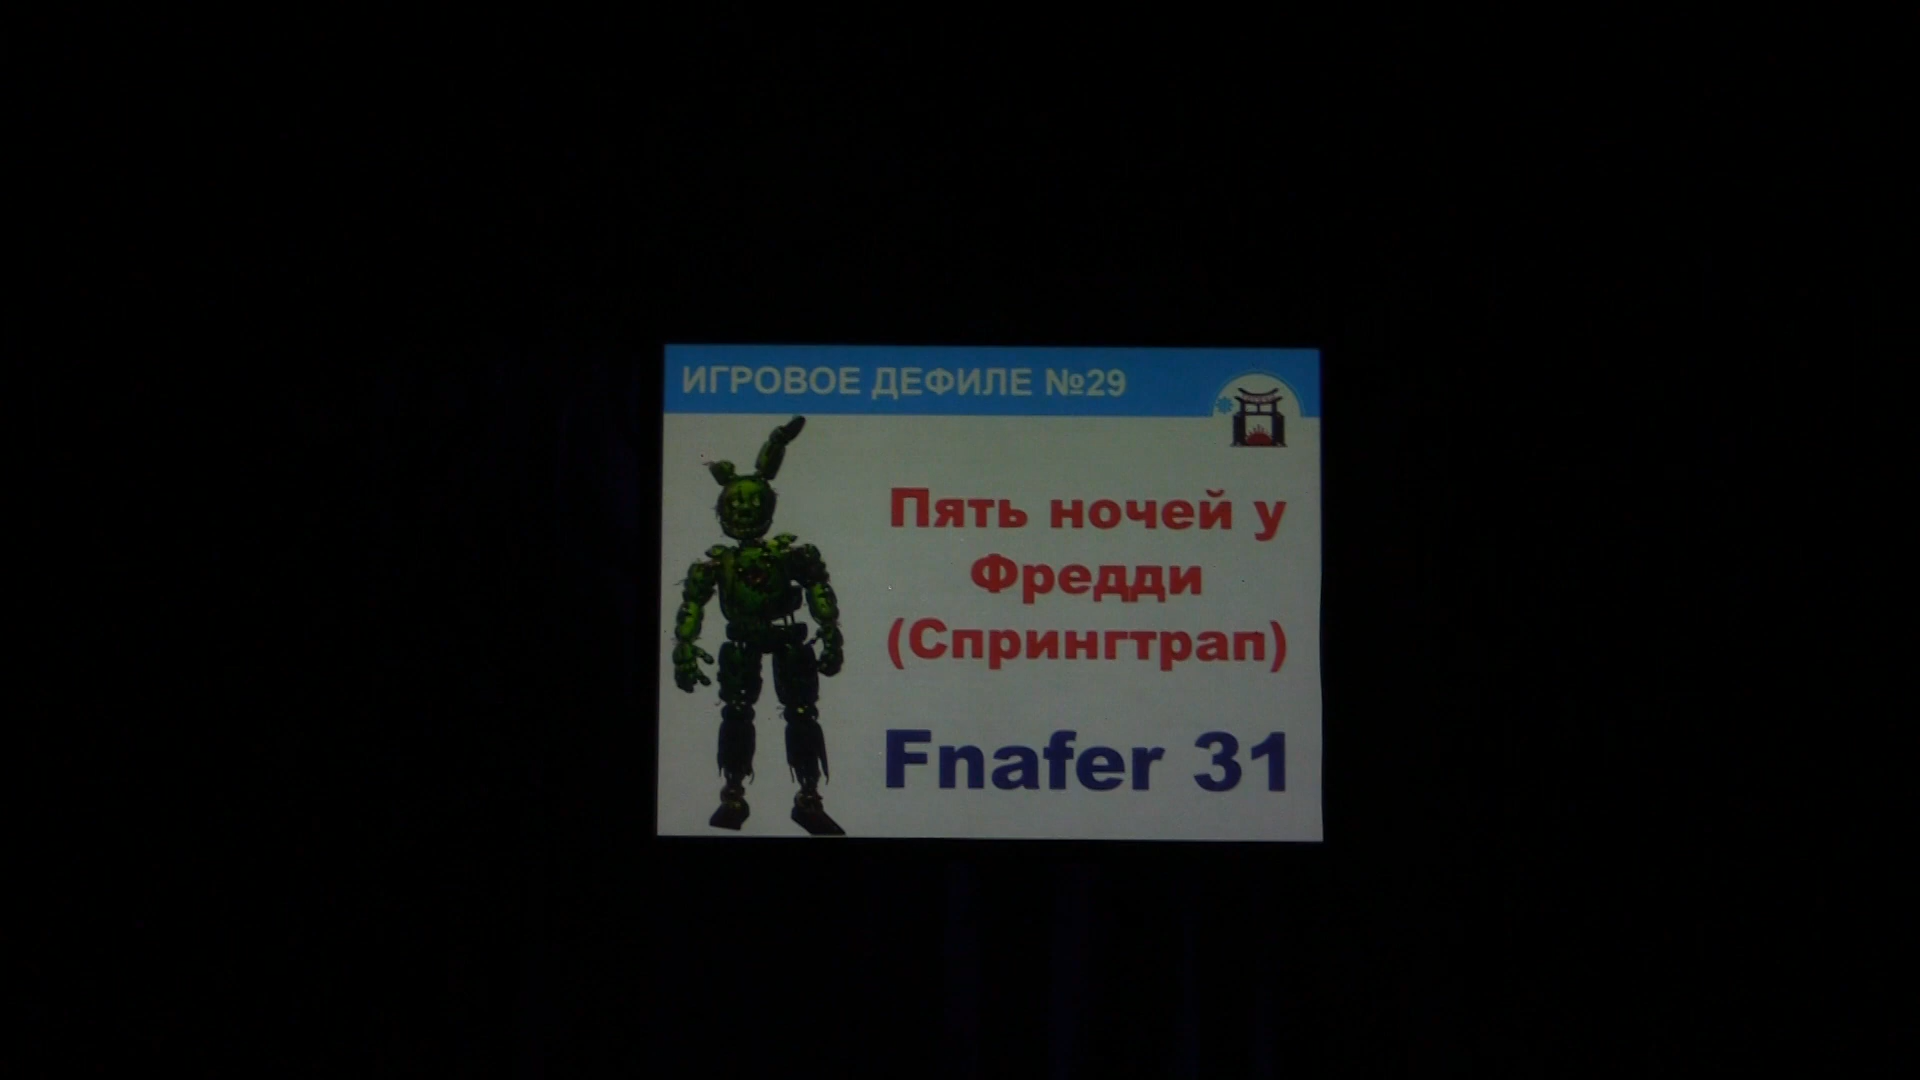 ИГРОВОЕ ДЕФИЛЕ №29
Пять ночей у
Фредди
(Спрингтрап)
Fnafer 31